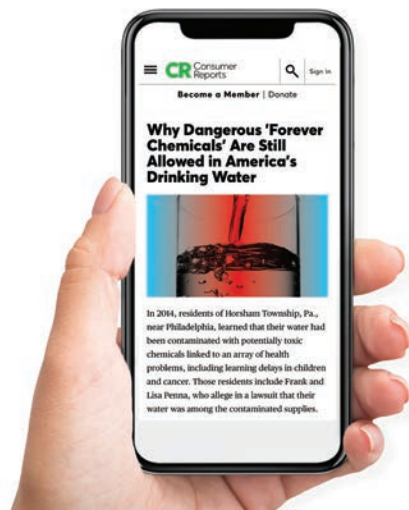 CR Consumer
Reports
Sign in
Become a Member | Donate
Why Dangerous 'Forever
Chemicals' Are Still
Allowed in America's
Drinking Water
In 2014, residents of Horsham Township, Pa.,
near Philadelphia, learned that their water had
been contaminated with potentially toxic
chemicals linked to an array of health
problems, including learning delays in children
and cancer. Those residents include Frank and
Lisa Penna, who allege in a lawsuit that their
water was among the contaminated supplies.